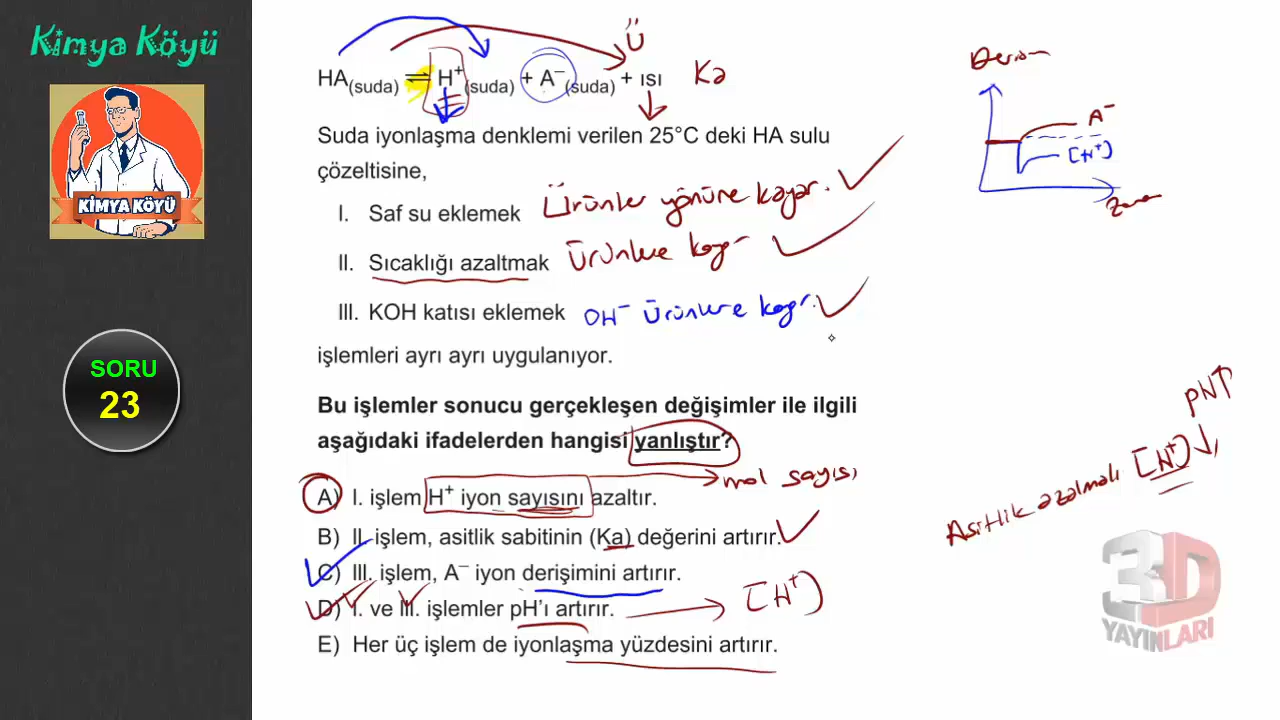 Kimya Köyü
KİMYA KÖYÜ
SORU
23
Ü
HA(suda) ⇌ H⁺(suda) + A⁻(suda) + ısı Ka
Suda iyonlaşma denklemi verilen 25°C deki HA sulu
çözeltisine,
I. Saf su eklemek Ürünler yönüne kayar.
II. Sıcaklığı azaltmak Ürünlere kayar
III. KOH katısı eklemek OH⁻ ürünlere kayar.
işlemleri ayrı ayrı uygulanıyor.
Bu işlemler sonucu gerçekleşen değişimler ile ilgili
aşağıdaki ifadelerden hangisi yanlıştır?
A) I. işlem H⁺ iyon sayısını azaltır. mol sayısı
B) II. işlem, asitlik sabitinin (Ka) değerini artırır.
C) III. işlem, A⁻ iyon derişimini artırır.
D) I. ve III. işlemler pH'ı artırır. [H⁺)
E) Her üç işlem de iyonlaşma yüzdesini artırır.
Derişim
A⁻
[H⁺)
Zaman
pH↑
Asitlik azalmalı [H⁺)↓
3D
YAYINLARI